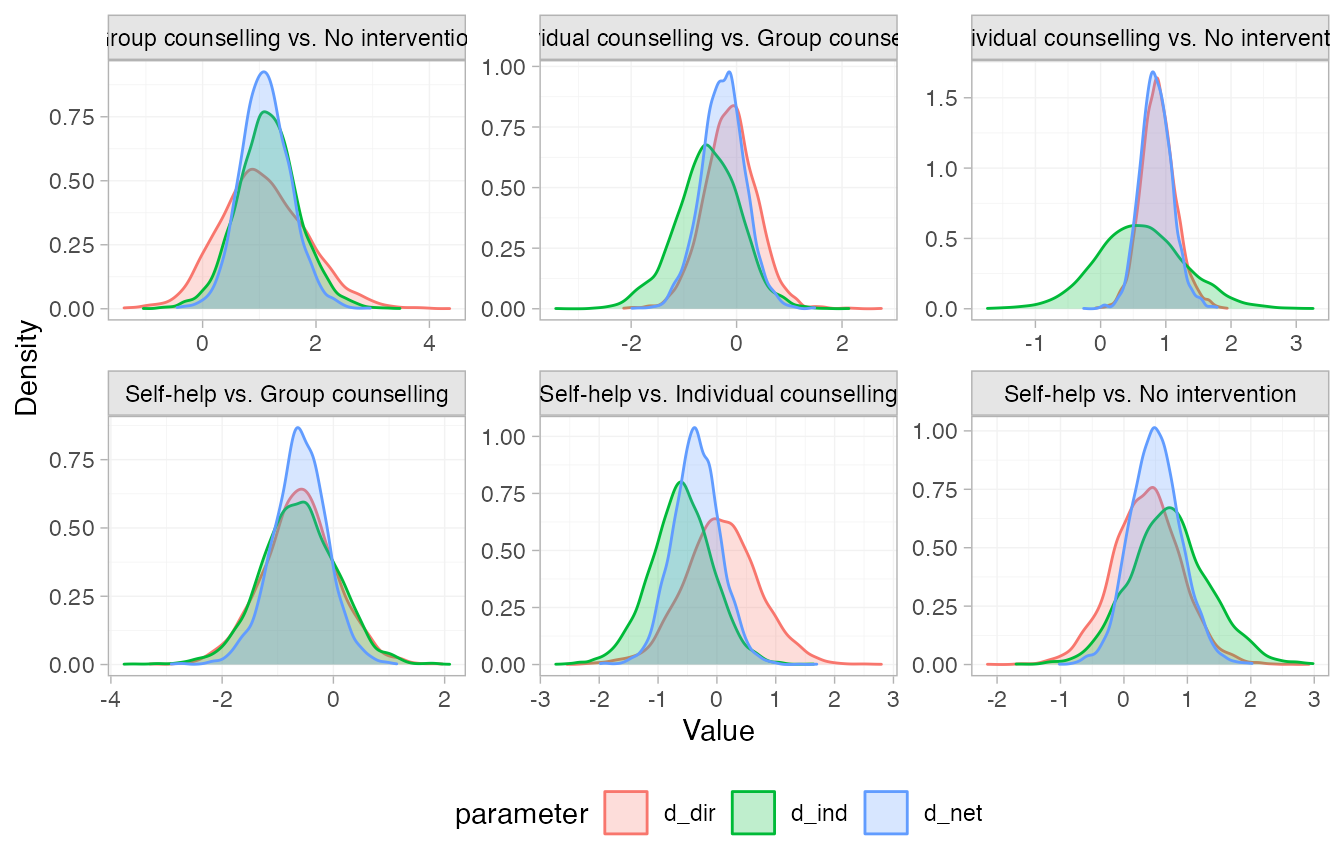 Group counselling vs. No interventio
vidual counselling vs. Group counse
ividual counselling vs. No intervent
0.00
0.25
0.50
0.75
0 2 4
0.00
0.25
0.50
0.75
1.00
-2 0 2
0.0
0.5
1.0
1.5
-1 0 1 2 3
Self-help vs. Group counselling
Self-help vs. Individual counselling
Self-help vs. No intervention
0.00
0.25
0.50
0.75
-4 -2 0 2
0.00
0.25
0.50
0.75
1.00
-3 -2 -1 0 1 2 3
0.00
0.25
0.50
0.75
1.00
-2 -1 0 1 2 3
Density
Value
parameter d_dir d_ind d_net